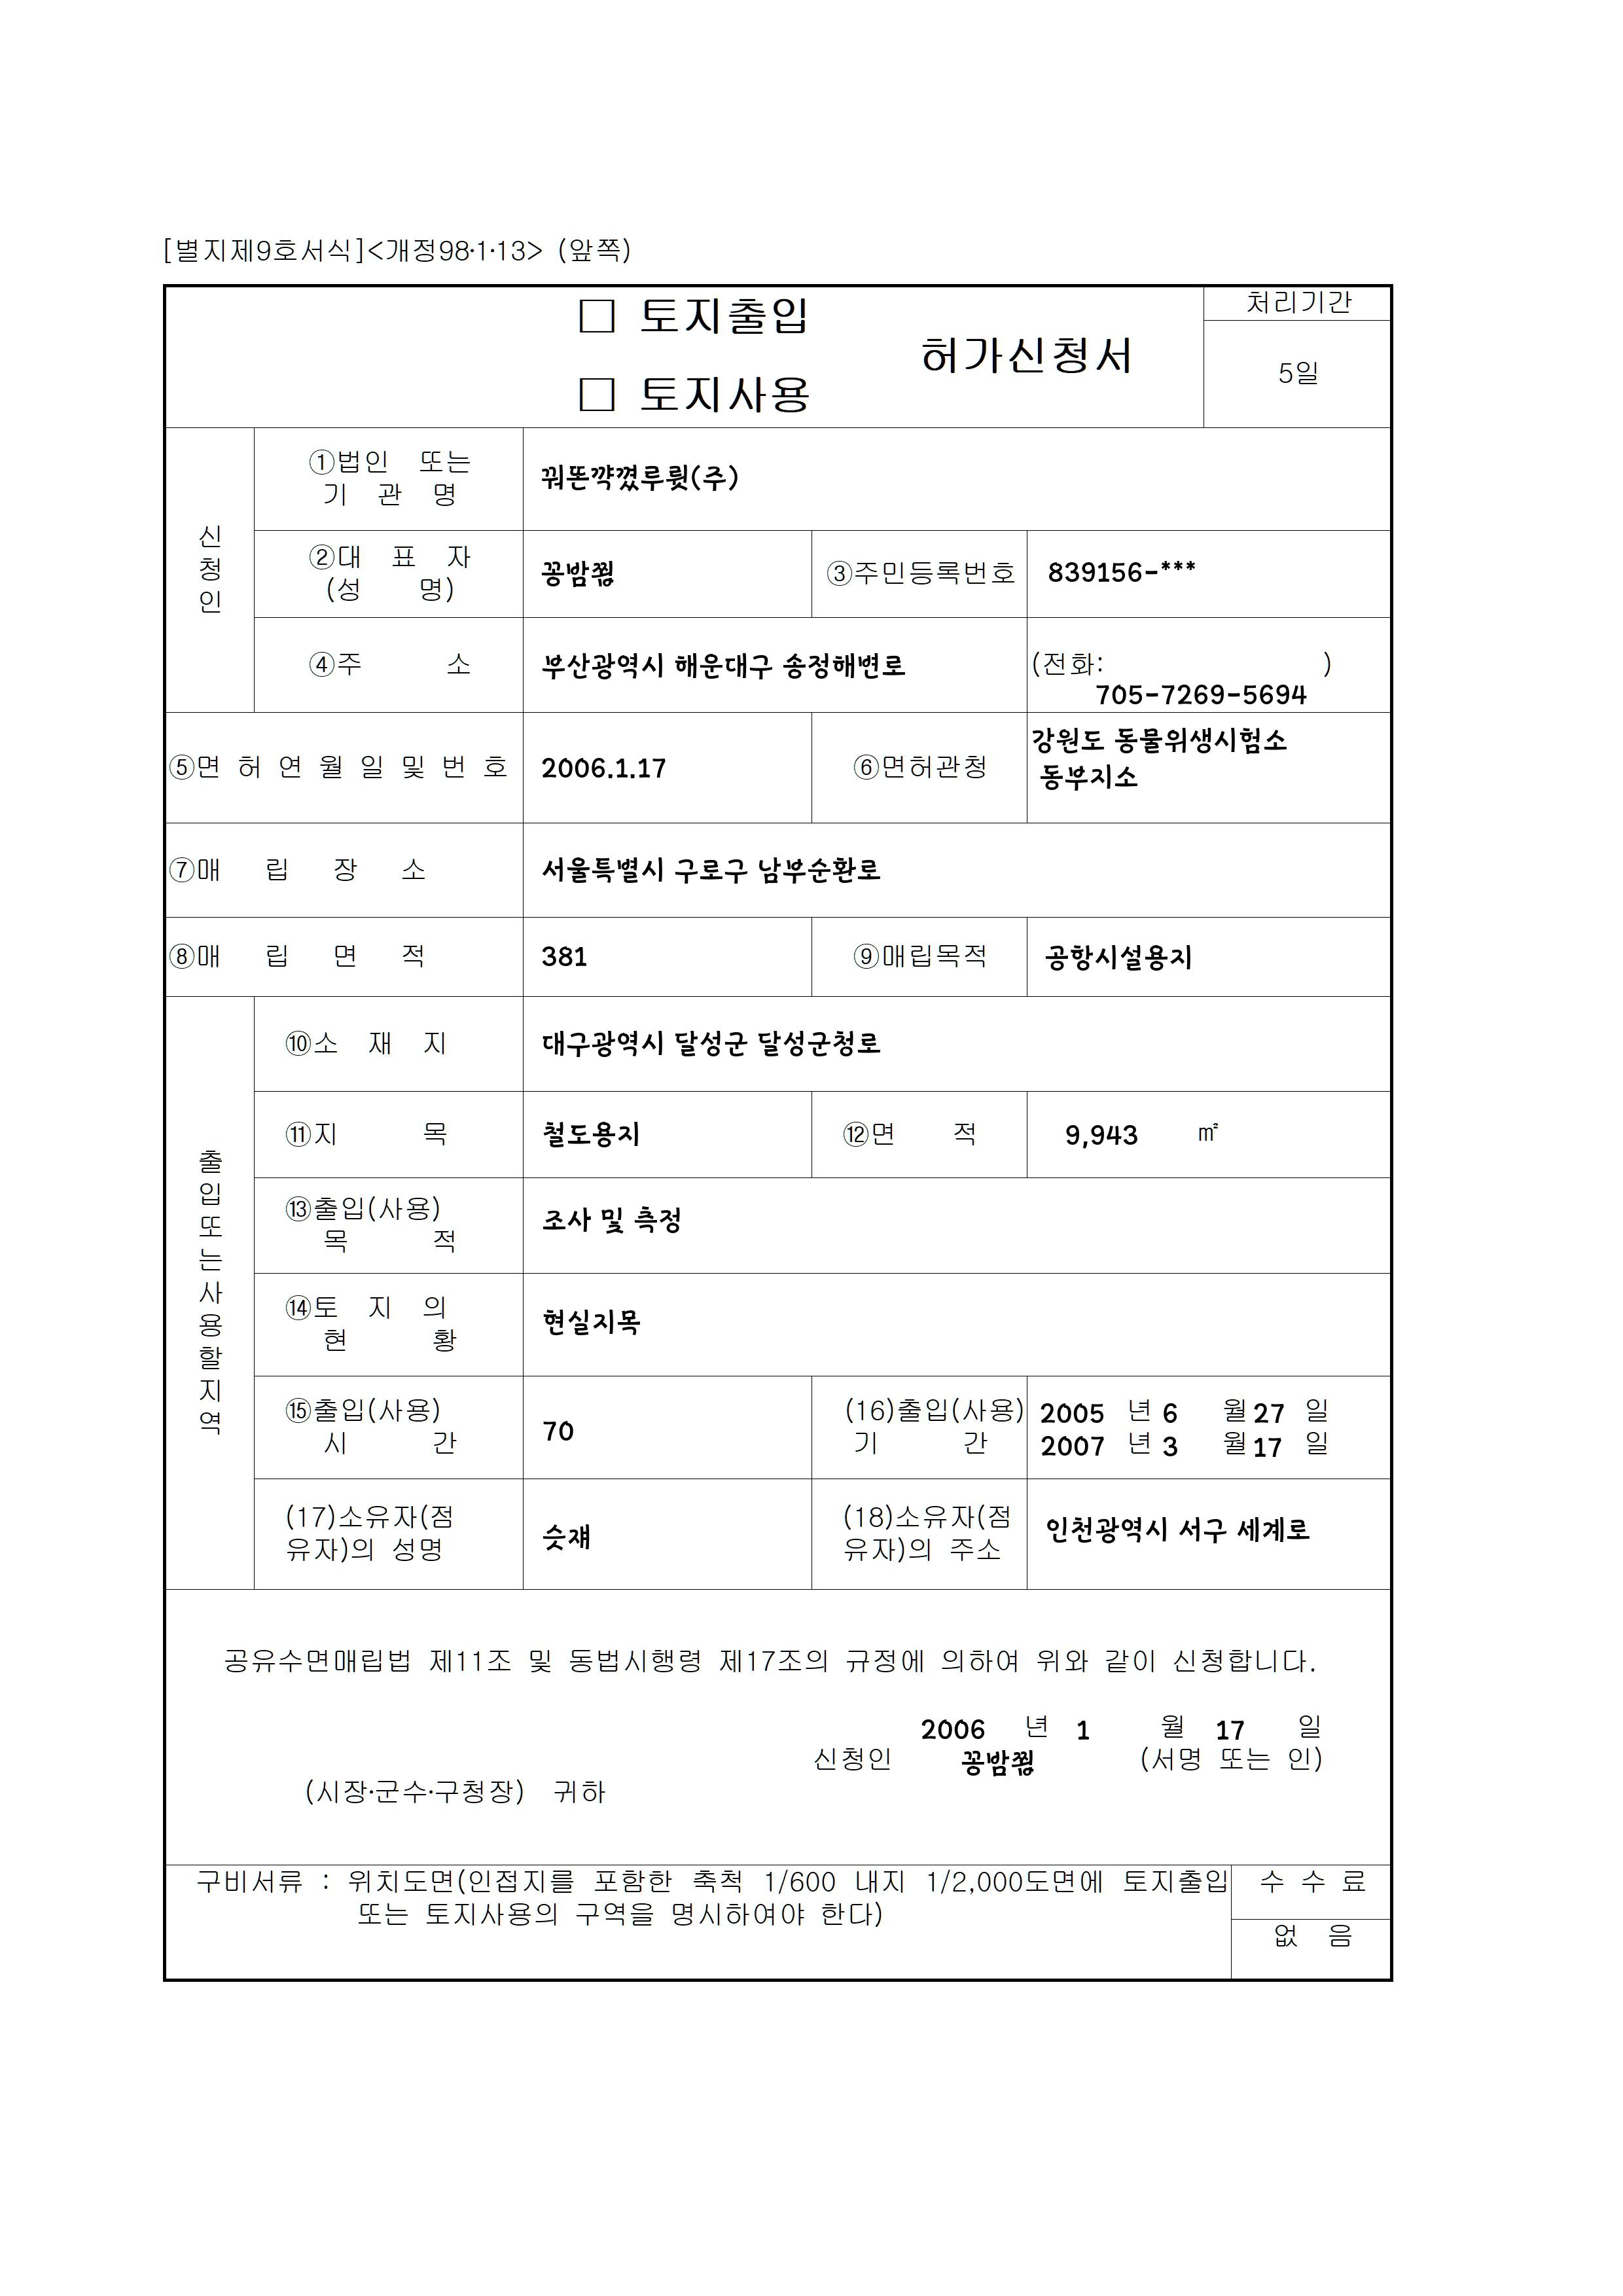 [별지제9호서식]<개정98·1·13> (앞쪽)
□ 토지출입
허가신청서
□ 토지사용
처리기간
5일
신청인
①법인 또는
기 관 명
②대 표 자
(성 명)
③주민등록번호 839156-***
④주 소 부산광역시 해운대구 송정해변로
(전화: )
705-7269-5694
⑤면 허 연 월 일 및 번 호 2006.1.17
⑥면허관청
강원도 동물위생시험소
동부지소
⑦매 립 장 소 서울특별시 구로구 남부순환로
⑧매 립 면 적 381 ⑨매립목적 공항시설용지
출입또는사용할지역
⑩소 재 지 대구광역시 달성군 달성군청로
⑪지 목 철도용지 ⑫면 적 9,943 ㎡
⑬출입(사용)
목 적
조사 및 측정
⑭토 지 의
현 황
현실지목
⑮출입(사용)
시 간
70
(16)출입(사용)
기 간
2005 년 6 월 27 일
2007 년 3 월 17 일
(17)소유자(점
유자)의 성명
슷쟤
(18)소유자(점
유자)의 주소
인천광역시 서구 세계로
공유수면매립법 제11조 및 동법시행령 제17조의 규정에 의하여 위와 같이 신청합니다.
2006 년 1 월 17 일
신청인 (서명 또는 인)
(시장·군수·구청장) 귀하
구비서류 : 위치도면(인접지를 포함한 축척 1/600 내지 1/2,000도면에 토지출입
또는 토지사용의 구역을 명시하여야 한다)
수 수 료
없 음